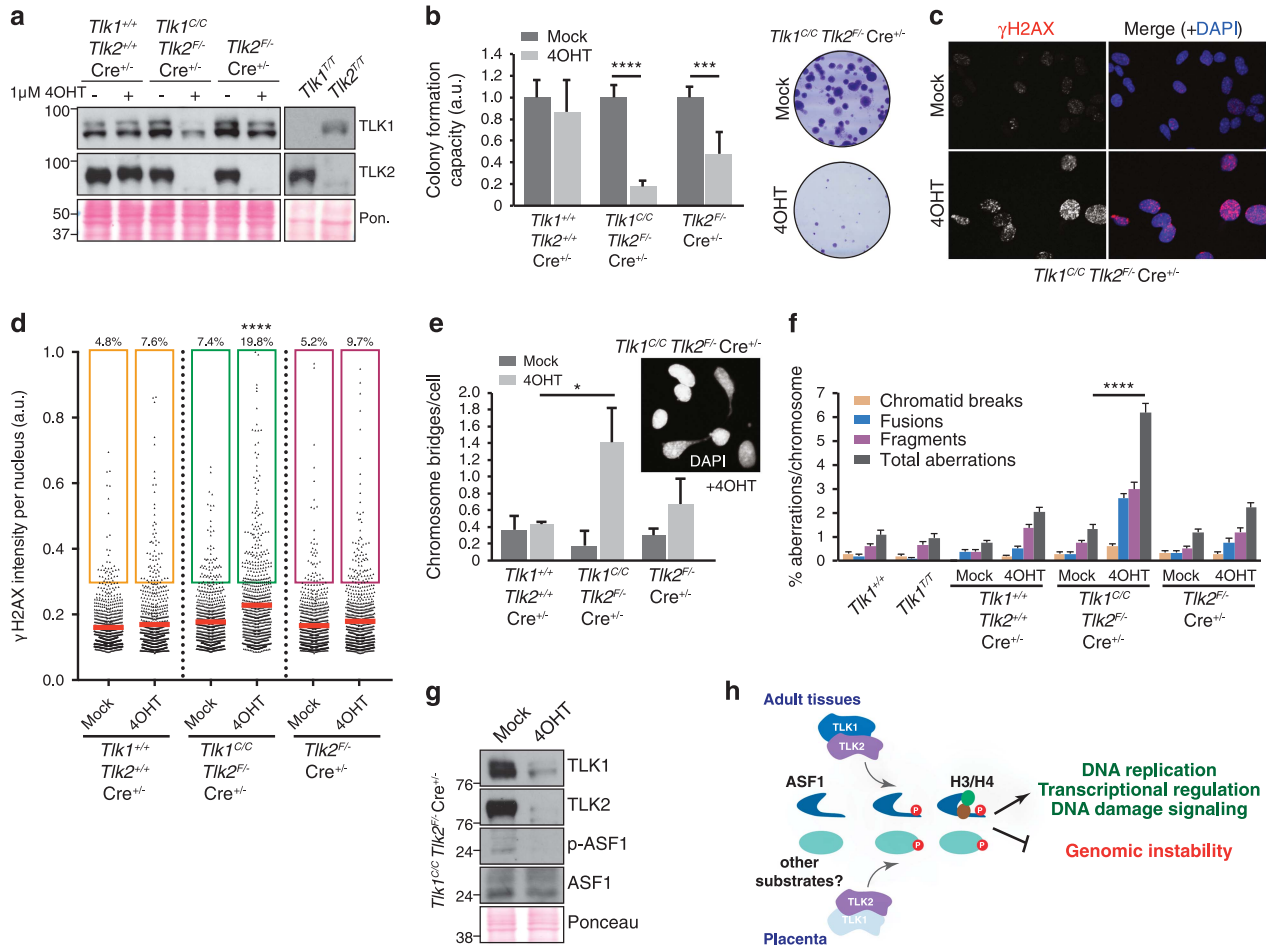 a
Tlk1+/+ Tlk1C/C
Tlk2+/+ Tlk2F/- Tlk2F/-
Cre+/- Cre+/- Cre+/-
Tlk1T/T Tlk2T/T
1μM 4OHT - + - + - +
100
TLK1
100
TLK2
50
37
Pon.
b
Mock
4OHT
**** ***
Colony formation
capacity (a.u.)
1.4
1.2
1.0
0.8
0.6
0.4
0.2
0
Tlk1+/+ Tlk1C/C Tlk2F/-
Tlk2+/+ Tlk2F/- Cre+/-
Cre+/- Cre+/-
Tlk1C/C Tlk2F/- Cre+/-
Mock
4OHT
c
γH2AX Merge (+DAPI)
Mock
4OHT
Tlk1C/C Tlk2F/- Cre+/-
d
****
4.8% 7.6% 7.4% 19.8% 5.2% 9.7%
γH2AX intensity per nucleus (a.u.)
1.0
0.8
0.6
0.4
0.2
0.0
Mock 4OHT Mock 4OHT Mock 4OHT
Tlk1+/+ Tlk1C/C Tlk2F/-
Tlk2+/+ Tlk2F/- Cre+/-
Cre+/- Cre+/-
e
Mock
4OHT
*
Chromosome bridges/cell
2.0
1.8
1.6
1.4
1.2
1.0
0.8
0.6
0.4
0.2
0
Tlk1+/+ Tlk1C/C Tlk2F/-
Tlk2+/+ Tlk2F/- Cre+/-
Cre+/- Cre+/-
Tlk1C/C Tlk2F/- Cre+/-
DAPI
+4OHT
f
Chromatid breaks
Fusions
Fragments
Total aberrations
****
% aberrations/chromosome
7
6
5
4
3
2
1
0
Tlk1+/+ Tlk1T/T
Mock 4OHT Mock 4OHT Mock 4OHT
Tlk1+/+ Tlk1C/C Tlk2F/-
Tlk2+/+ Tlk2F/- Cre+/-
Cre+/- Cre+/-
g
Mock 4OHT
Tlk1C/C Tlk2F/- Cre+/-
TLK1
76
TLK2
76
p-ASF1
24
ASF1
24
Ponceau
38
h
Adult tissues
TLK1
TLK2
ASF1 H3/H4
P P
P P
DNA replication
Transcriptional regulation
DNA damage signaling
Genomic instability
other
substrates?
TLK2
TLK1
Placenta